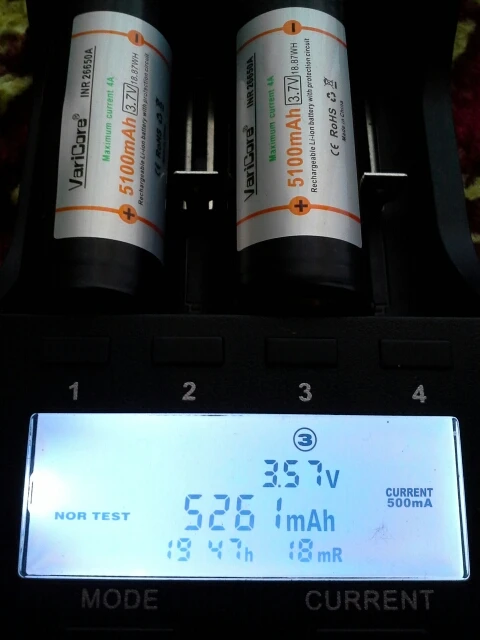 VariCore® INR 26650A
Maximum current 4A
5100mAh 3.7V 18.87WH
Rechargeable Li-ion battery with protection circuit
CE RoHS
VariCore® INR 26650A
Maximum current 4A
5100mAh 3.7V 18.87WH
Rechargeable Li-ion battery with protection circuit
CE RoHS
Made in China
1 2 3 4
3
3.57V
NOR TEST 5261mAh CURRENT 500mA
19 47h 18mR
MODE CURRENT